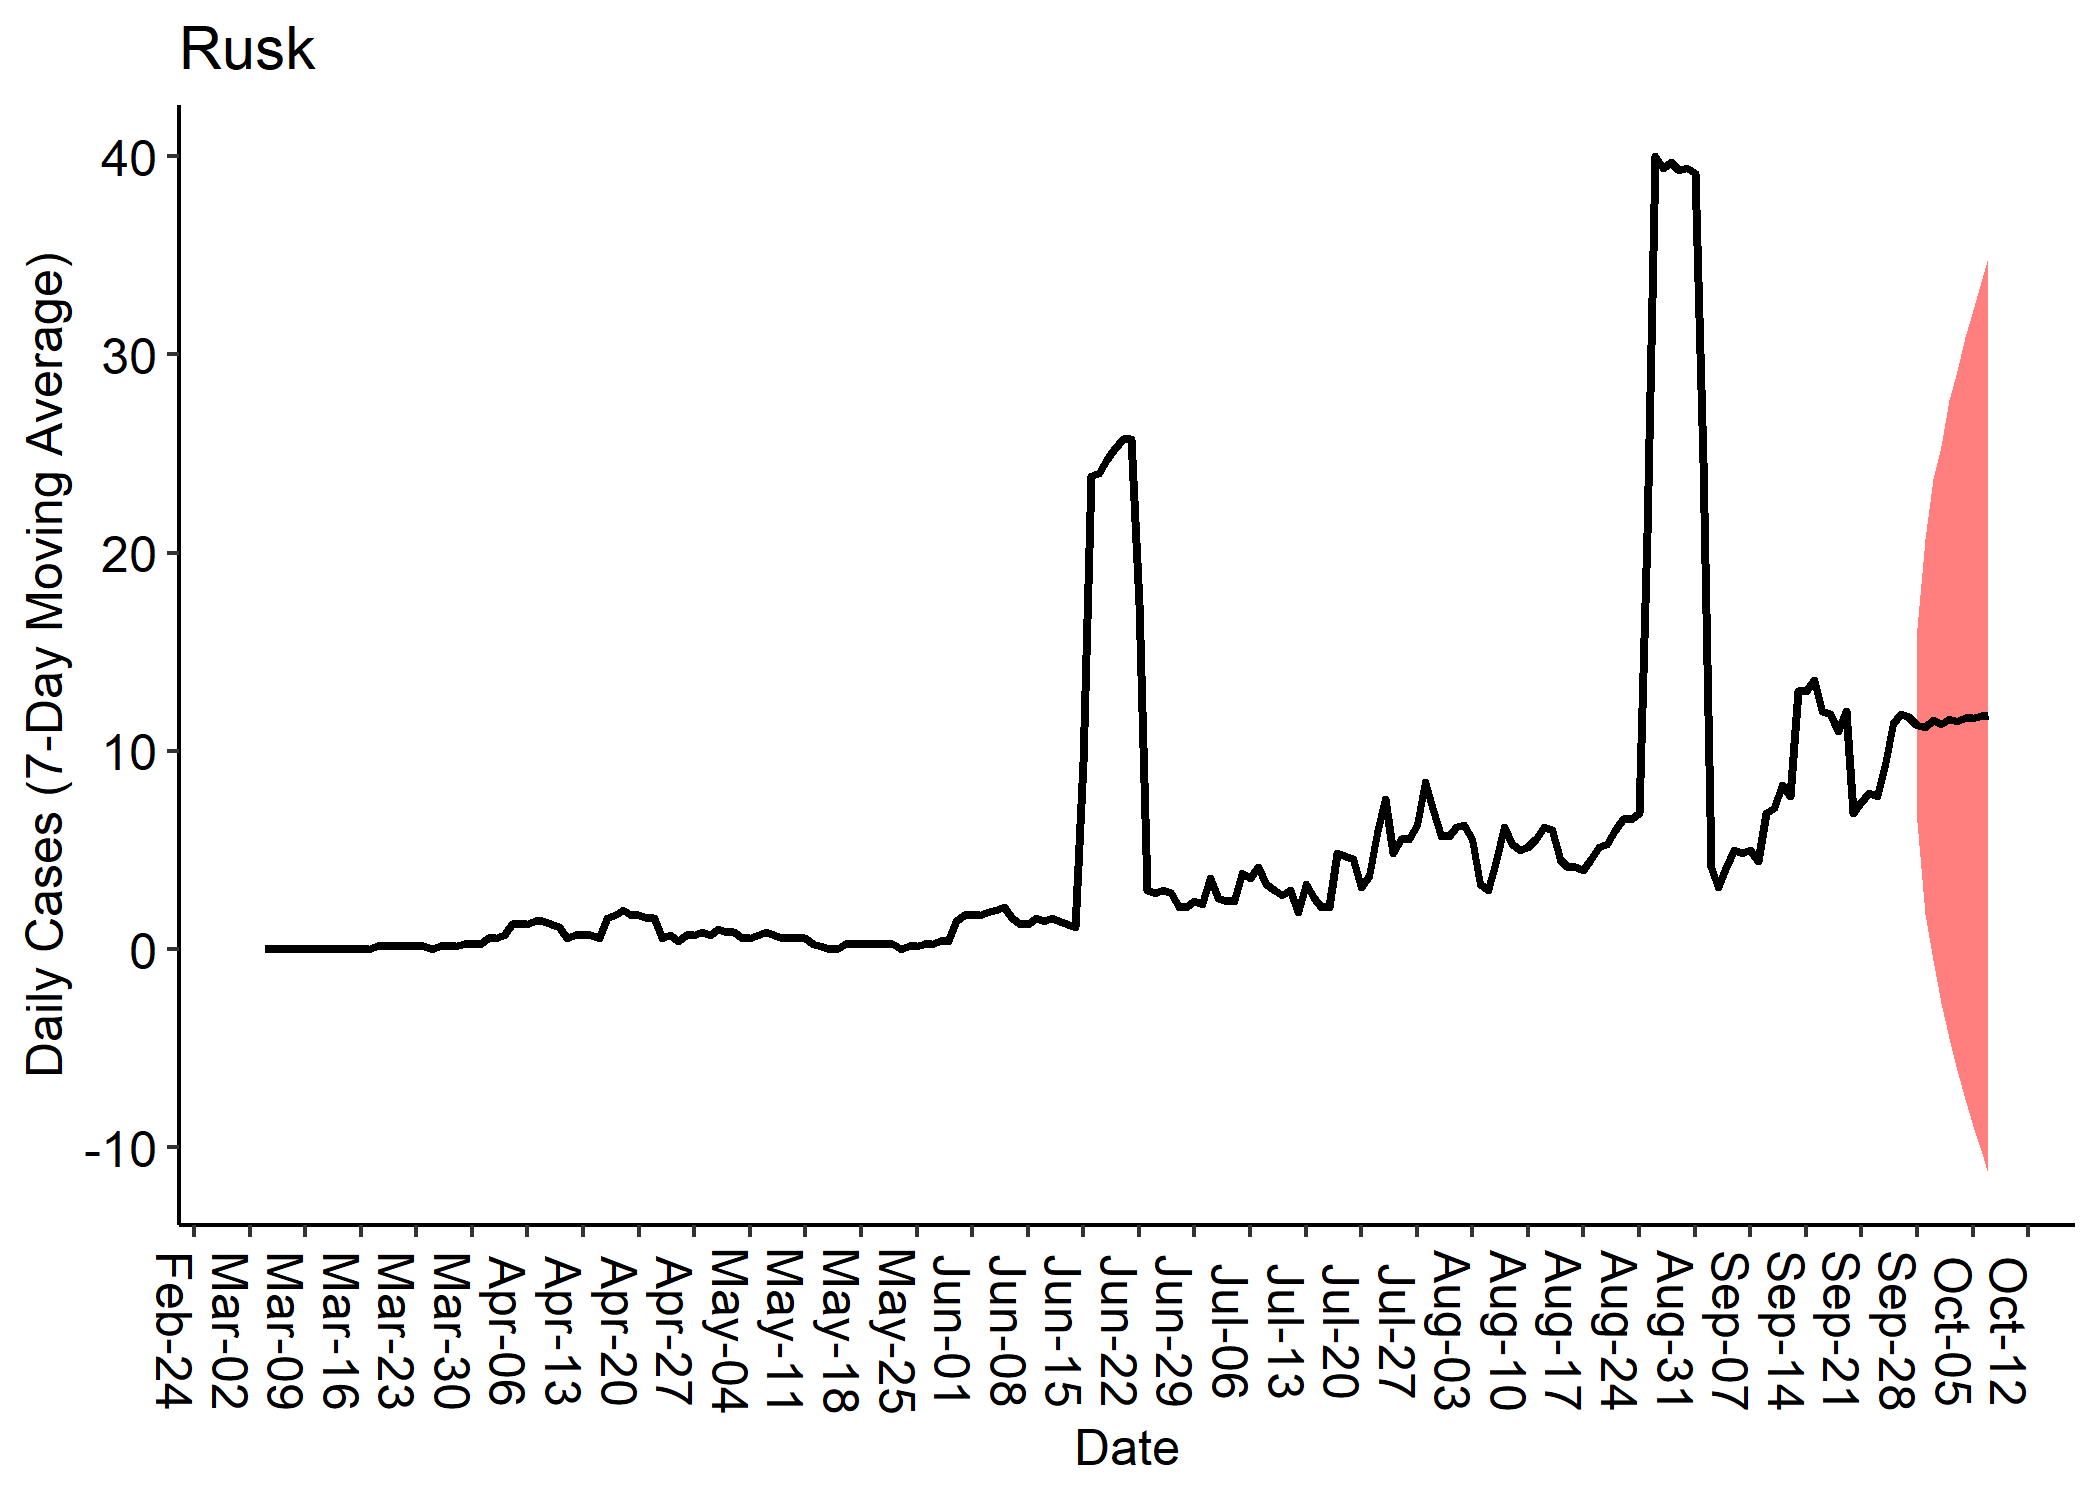 Rusk
Daily Cases (7-Day Moving Average)
40
30
20
10
0
-10
Feb-24
Mar-02
Mar-09
Mar-16
Mar-23
Mar-30
Apr-06
Apr-13
Apr-20
Apr-27
May-04
May-11
May-18
May-25
Jun-01
Jun-08
Jun-15
Jun-22
Jun-29
Jul-06
Jul-13
Jul-20
Jul-27
Aug-03
Aug-10
Aug-17
Aug-24
Aug-31
Sep-07
Sep-14
Sep-21
Sep-28
Oct-05
Oct-12
Date